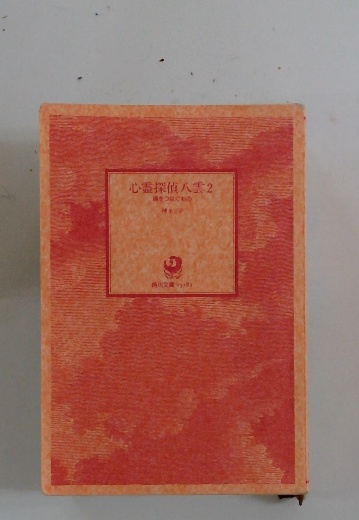 心霊探偵八雲2
魂をつなぐもの
神永学
角川文庫